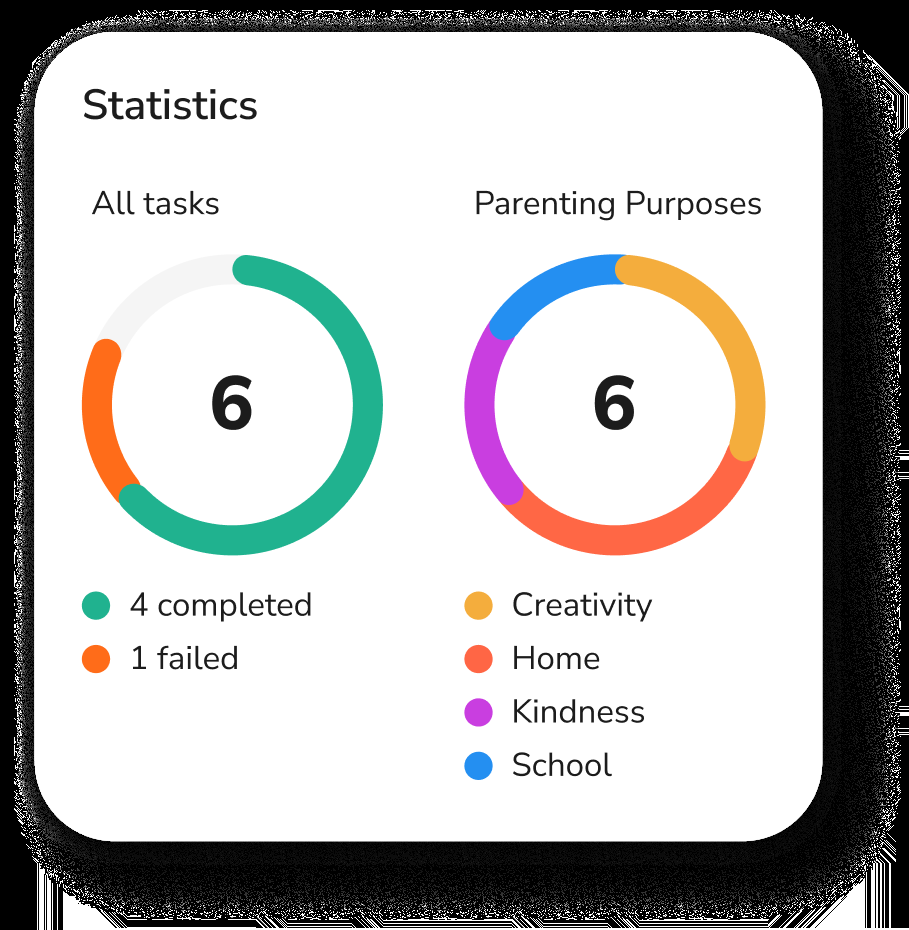 Statistics
All tasks
Parenting Purposes
6
6
4 completed
1 failed
Creativity
Home
Kindness
School